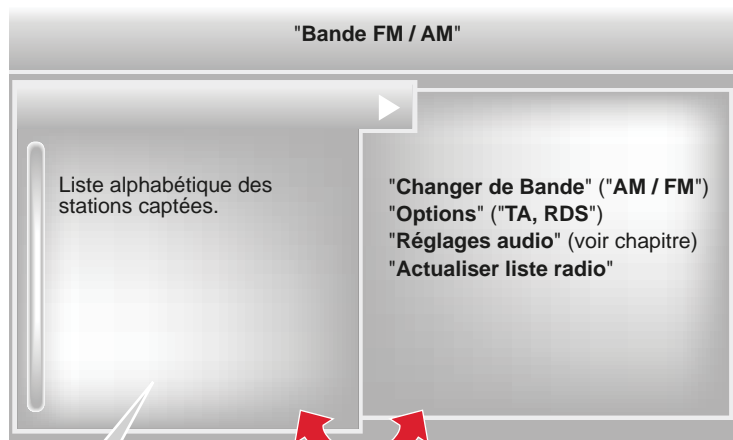 "Bande FM / AM"
Liste alphabétique des
stations captées.
"Changer de Bande" ("AM / FM")
"Options" ("TA, RDS")
"Réglages audio" (voir chapitre)
"Actualiser liste radio"